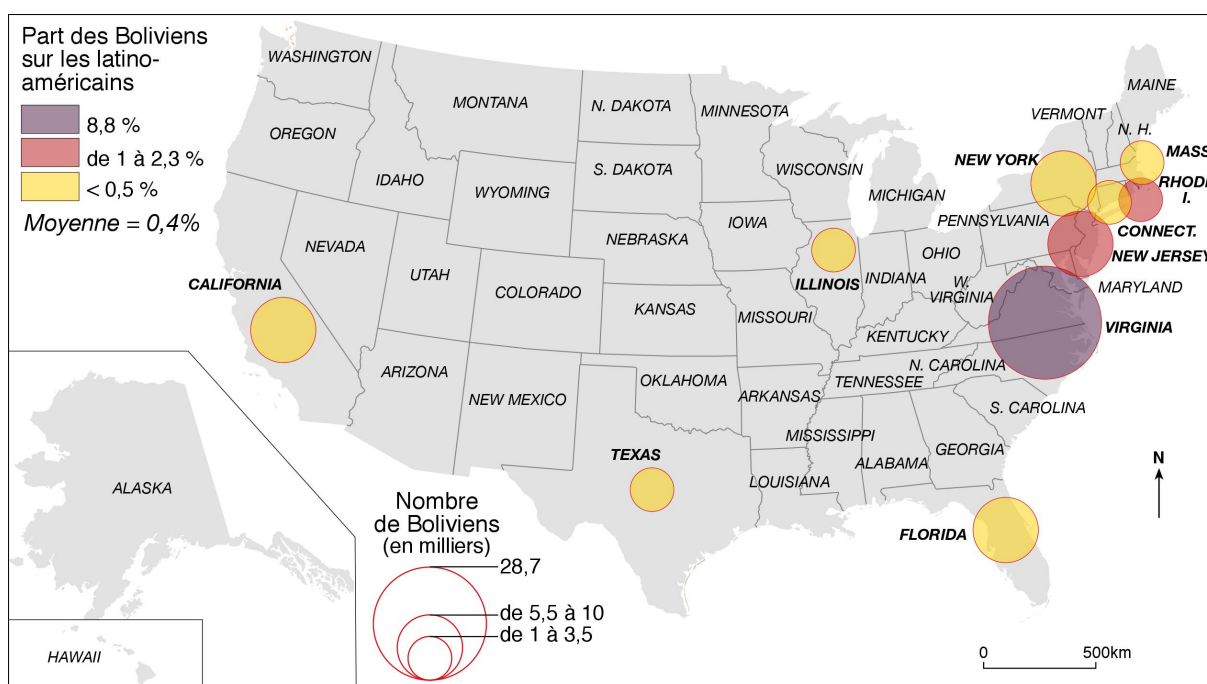 Part des Boliviens
sur les latino-
américains
8,8 %
de 1 à 2,3 %
< 0,5 %
Moyenne = 0,4%
WASHINGTON
OREGON
CALIFORNIA
NEVADA
IDAHO
MONTANA
WYOMING
UTAH
COLORADO
ARIZONA
NEW MEXICO
N. DAKOTA
S. DAKOTA
NEBRASKA
KANSAS
OKLAHOMA
TEXAS
MINNESOTA
IOWA
MISSOURI
ARKANSAS
LOUISIANA
WISCONSIN
ILLINOIS
MICHIGAN
INDIANA
OHIO
KENTUCKY
TENNESSEE
MISSISSIPPI
ALABAMA
GEORGIA
FLORIDA
S. CAROLINA
N. CAROLINA
W.
VIRGINIA
VIRGINIA
MARYLAND
PENNSYLVANIA
NEW JERSEY
NEW YORK
CONNECT.
RHODE
I.
MASS
VERMONT
N. H.
MAINE
ALASKA
HAWAII
Nombre
de Boliviens
(en milliers)
28,7
de 5,5 à 10
de 1 à 3,5
N
0
500km